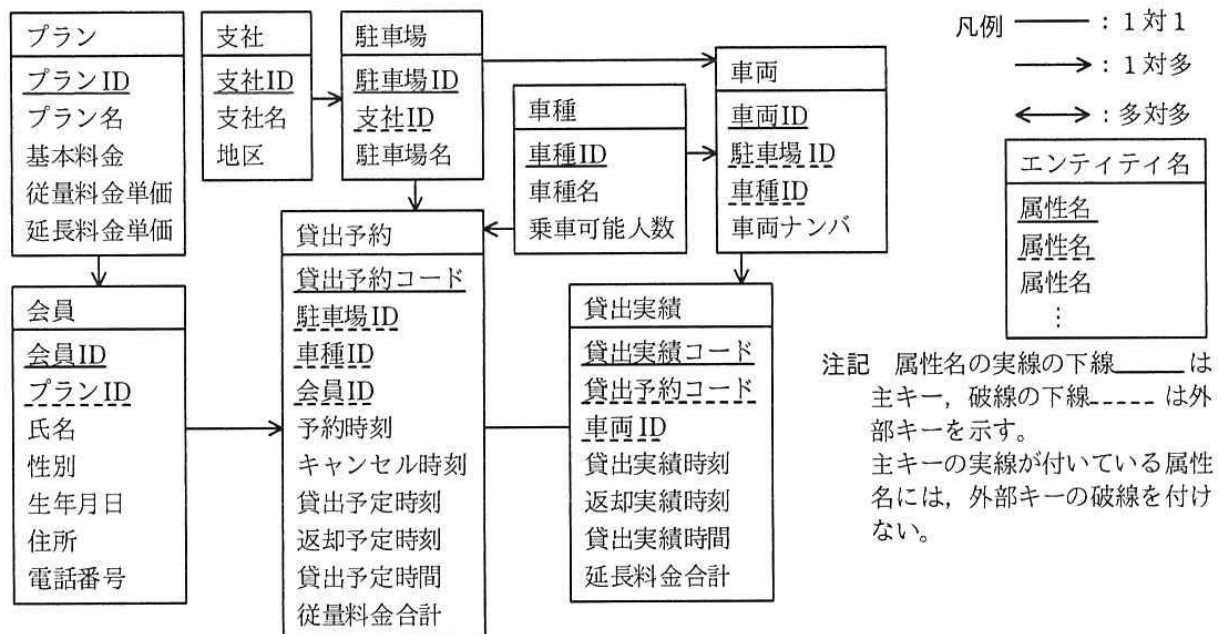 プラン
プランID
プラン名
基本料金
従量料金単価
延長料金単価
支社
支社ID
支社名
地区
駐車場
駐車場ID
支社ID
駐車場名
車種
車種ID
車種名
乗車可能人数
車両
車両ID
駐車場ID
車種ID
車両ナンバ
会員
会員ID
プランID
氏名
性別
生年月日
住所
電話番号
貸出予約
貸出予約コード
駐車場ID
車種ID
会員ID
予約時刻
キャンセル時刻
貸出予定時刻
返却予定時刻
貸出予定時間
従量料金合計
貸出実績
貸出実績コード
貸出予約コード
車両ID
貸出実績時刻
返却実績時刻
貸出実績時間
延長料金合計
凡例 : 1対1
: 1対多
: 多対多
エンティティ名
属性名
属性名
属性名
⋮
注記 属性名の実線の下線 は
主キー,破線の下線 は外
部キーを示す。
主キーの実線が付いている属性
名には,外部キーの破線を付け
ない。